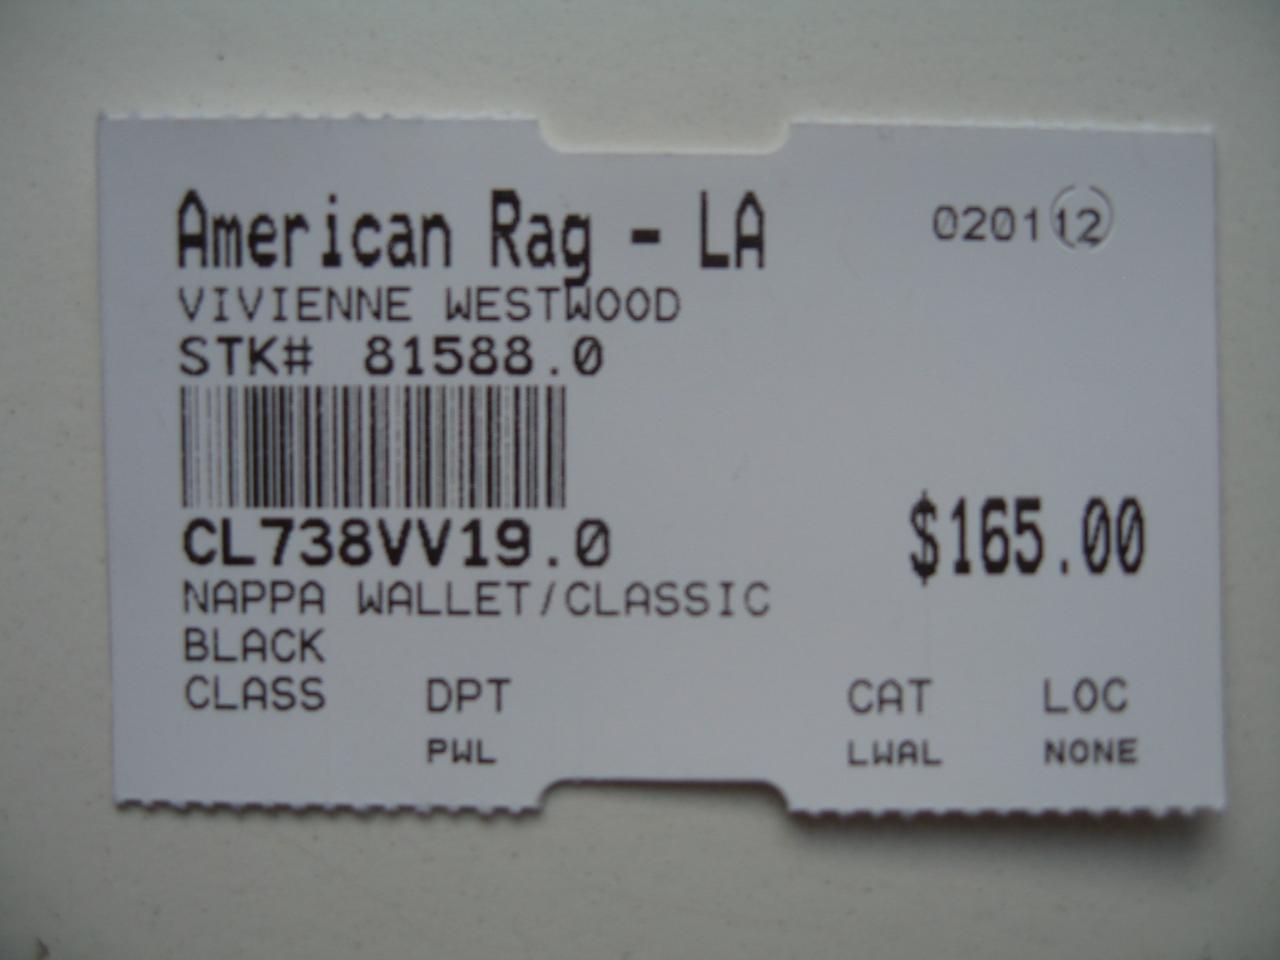 American Rag - LA 020112
VIVIENNE WESTWOOD
STK# 81588.0
CL738VV19.0 $165.00
NAPPA WALLET/CLASSIC
BLACK
CLASS DPT CAT LOC
PWL LWAL NONE